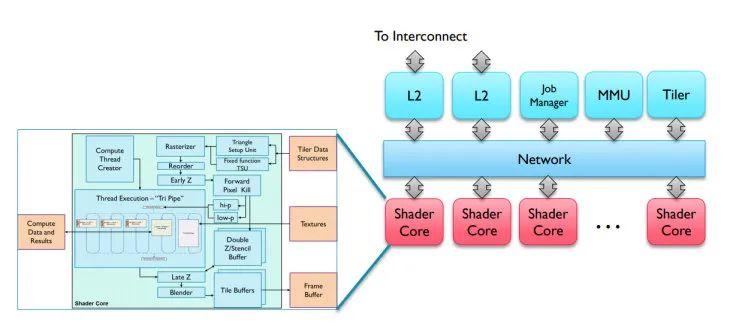 To Interconnect
L2
L2
Job
Manager
MMU
Tiler
Network
Shader
Core
Shader
Core
Shader
Core
...
Shader
Core
Compute
Thread
Creator
Rasterizer
Reorder
Early Z
Triangle
Setup Unit
Fixed function
TSU
Tiler Data
Structures
Forward
Pixel Kill
Thread Execution – "Tri Pipe"
hi-p
low-p
Textures
Compute
Data and
Results
Double
Z/Stencil
Buffer
Late Z
Blender
Tile Buffers
Frame
Buffer
Shader Core